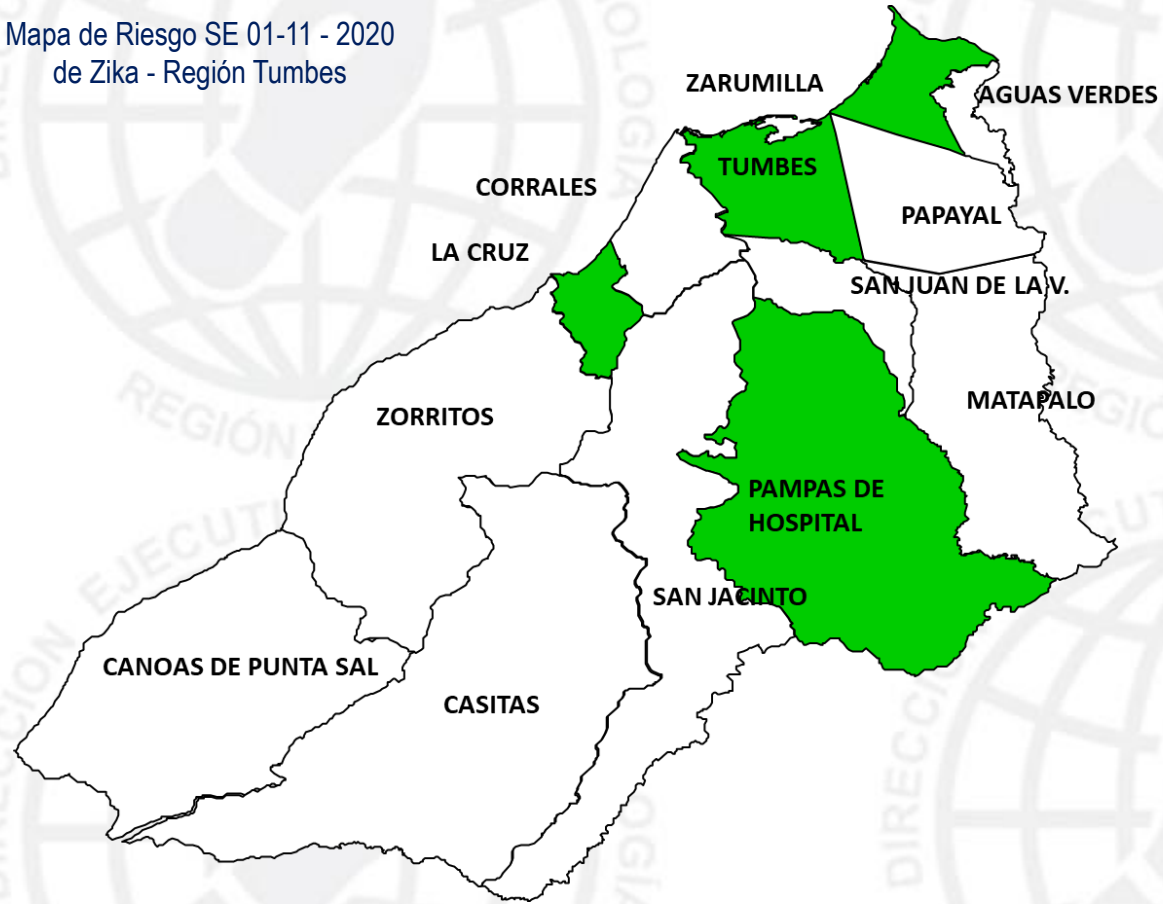 Mapa de Riesgo SE 01-11 - 2020
de Zika - Región Tumbes
ZARUMILLA
AGUAS VERDES
TUMBES
CORRALES
PAPAYAL
LA CRUZ
SAN JUAN DE LA V.
MATAPALO
ZORRITOS
PAMPAS DE
HOSPITAL
SAN JACINTO
CANOAS DE PUNTA SAL
CASITAS